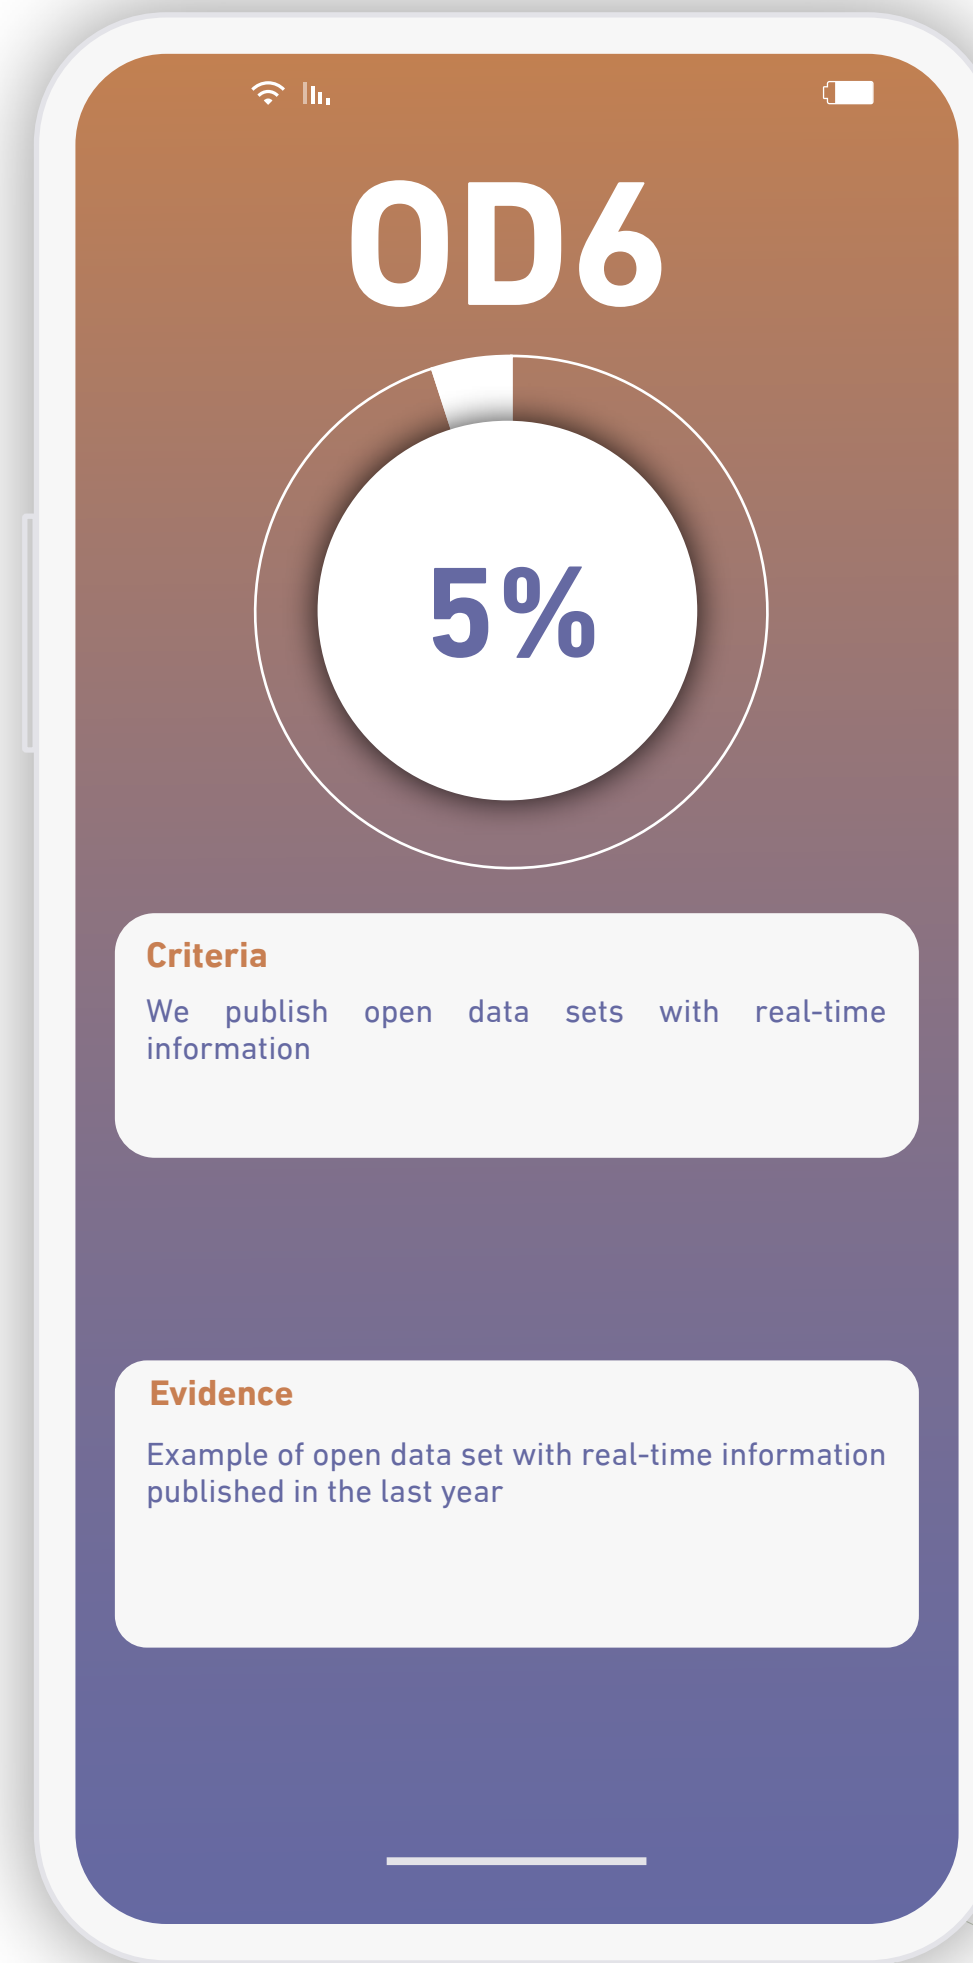 OD6
5%
Criteria
We publish open data sets with real-time
information
Evidence
Example of open data set with real-time information
published in the last year